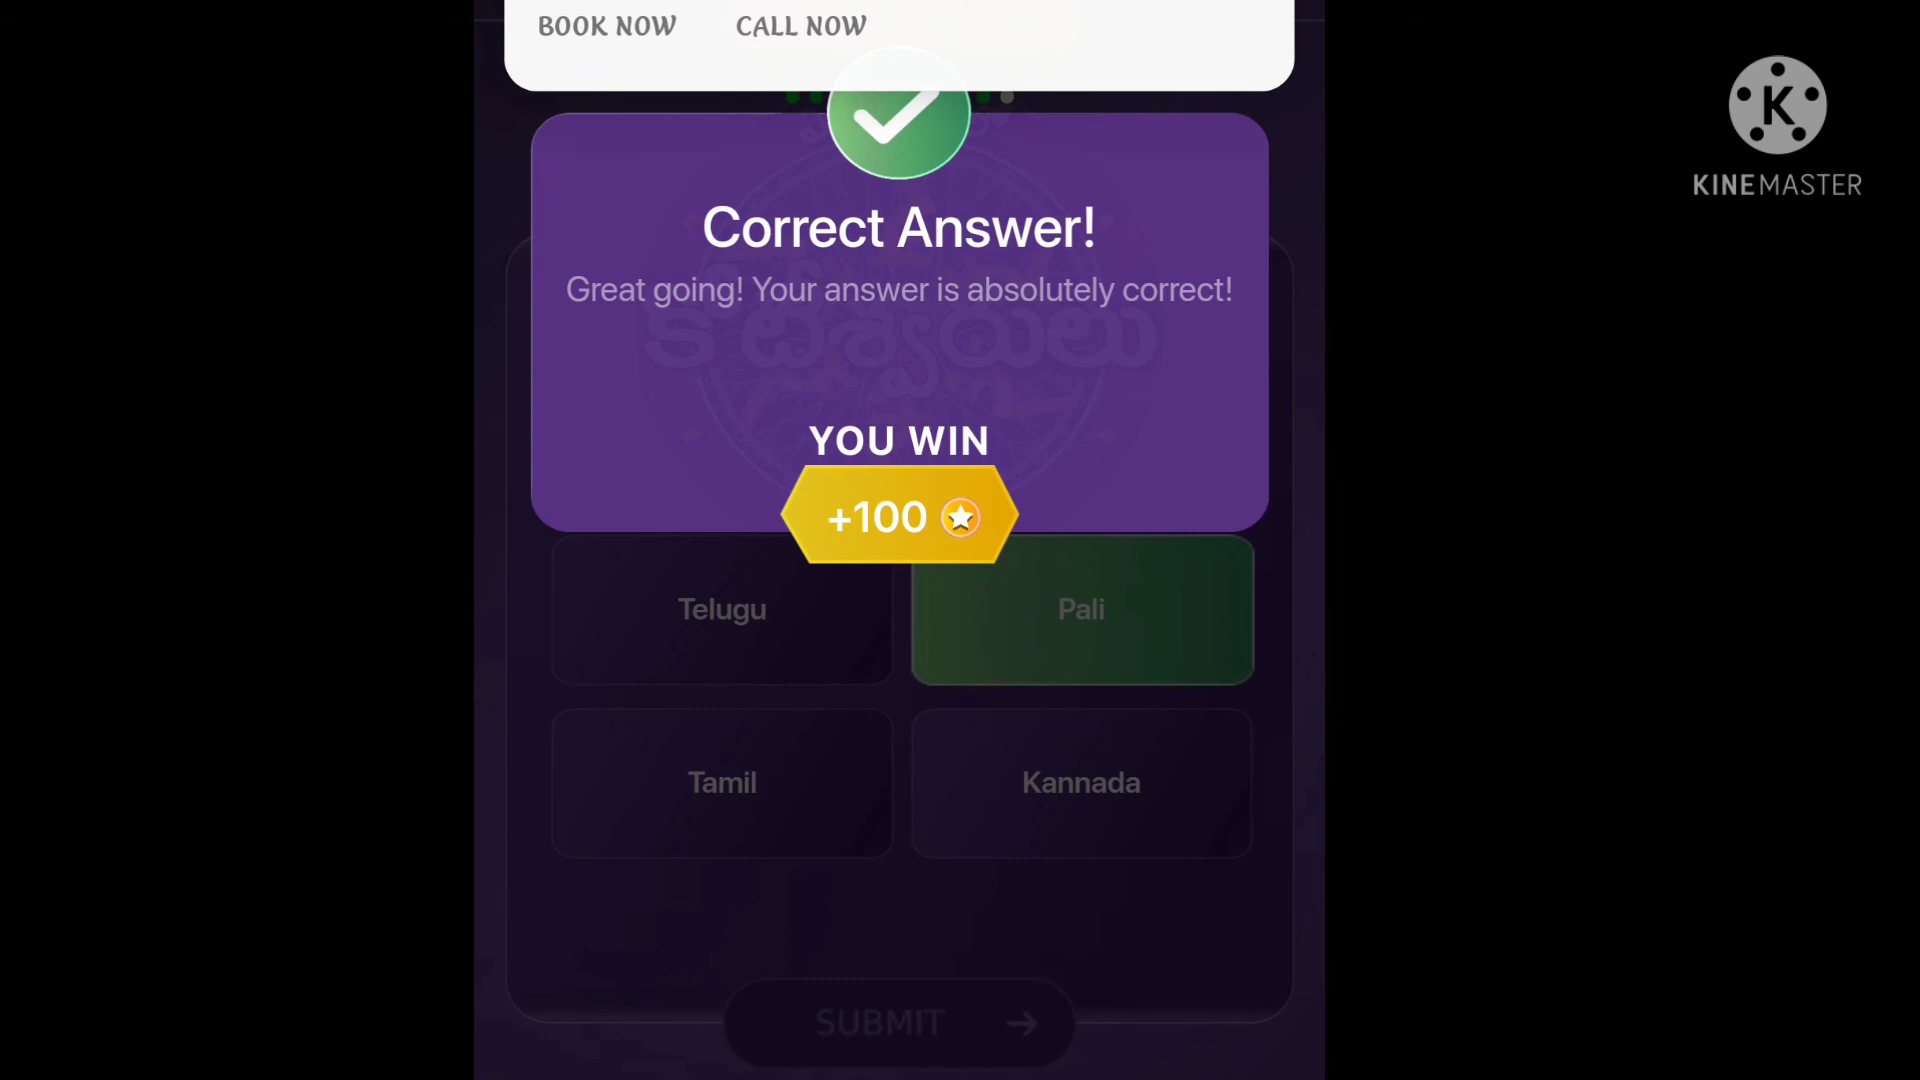 BOOK NOW CALL NOW
Correct Answer!
Great going! Your answer is absolutely correct!
కోటీశ్వరులు
YOU WIN
+100
Telugu Pali
Tamil Kannada
SUBMIT
K
KINEMASTER